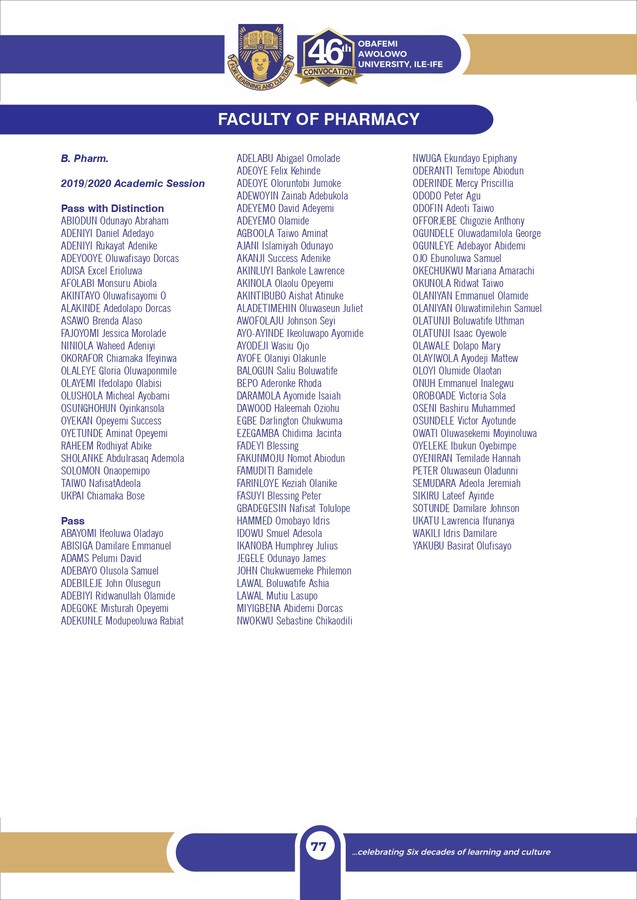 FOR LEARNING AND CULTURE
46th
CONVOCATION
OBAFEMI
AWOLOWO
UNIVERSITY, ILE-IFE
FACULTY OF PHARMACY
B. Pharm.
2019/2020 Academic Session
Pass with Distinction
ABIODUN Odunayo Abraham
ADENIYI Daniel Adedayo
ADENIYI Rukayat Adenike
ADEYOOYE Oluwafisayo Dorcas
ADISA Excel Erioluwa
AFOLABI Monsuru Abiola
AKINTAYO Oluwafisayomi O
ALAKINDE Adedolapo Dorcas
ASAWO Brenda Alaso
FAJOYOMI Jessica Morolade
NINIOLA Waheed Adeniyi
OKORAFOR Chiamaka Ifeyinwa
OLALEYE Gloria Oluwaponmile
OLAYEMI Ifedolapo Olabisi
OLUSHOLA Micheal Ayobami
OSUNGHOHUN Oyinkansola
OYEKAN Opeyemi Success
OYETUNDE Aminat Opeyemi
RAHEEM Rodhiyat Abike
SHOLANKE Abdulrasaq Ademola
SOLOMON Onaopemipo
TAIWO NafisatAdeola
UKPAI Chiamaka Bose
Pass
ABAYOMI Ifeoluwa Oladayo
ABISIGA Damilare Emmanuel
ADAMS Pelumi David
ADEBAYO Olusola Samuel
ADEBILEJE John Olusegun
ADEBIYI Ridwanullah Olamide
ADEGOKE Misturah Opeyemi
ADEKUNLE Modupeoluwa Rabiat
ADELABU Abigael Omolade
ADEOYE Felix Kehinde
ADEOYE Oloruntobi Jumoke
ADEWOYIN Zainab Adebukola
ADEYEMO David Adeyemi
ADEYEMO Olamide
AGBOOLA Taiwo Aminat
AJANI Islamiyah Odunayo
AKANJI Success Adenike
AKINLUYI Bankole Lawrence
AKINOLA Olaolu Opeyemi
AKINTIBUBO Aishat Atinuke
ALADETIMEHIN Oluwaseun Juliet
AWOFOLAJU Johnson Seyi
AYO-AYINDE Ikeoluwapo Ayomide
AYODEJI Wasiu Ojo
AYOFE Olaniyi Olakunle
BALOGUN Saliu Boluwatife
BEPO Aderonke Rhoda
DARAMOLA Ayomide Isaiah
DAWOOD Haleemah Oziohu
EGBE Darlington Chukwuma
EZEGAMBA Chidima Jacinta
FADEYI Blessing
FAKUNMOJU Nomot Abiodun
FAMUDITI Bamidele
FARINLOYE Keziah Olanike
FASUYI Blessing Peter
GBADEGESIN Nafisat Tolulope
HAMMED Omobayo Idris
IDOWU Smuel Adesola
IKANOBA Humphrey Julius
JEGELE Odunayo James
JOHN Chukwuemeke Philemon
LAWAL Boluwatife Ashia
LAWAL Mutiu Lasupo
MIYIGBENA Abidemi Dorcas
NWOKWU Sebastine Chikaodili
NWUGA Ekundayo Epiphany
ODERANTI Temitope Abiodun
ODERINDE Mercy Priscillia
ODODO Peter Agu
ODOFIN Adeoti Taiwo
OFFORJEBE Chigozie Anthony
OGUNDELE Oluwadamilola George
OGUNLEYE Adebayor Abidemi
OJO Ebunoluwa Samuel
OKECHUKWU Mariana Amarachi
OKUNOLA Ridwat Taiwo
OLANIYAN Emmanuel Olamide
OLANIYAN Oluwatimilehin Samuel
OLATUNJI Boluwatife Uthman
OLATUNJI Isaac Oyewole
OLAWALE Dolapo Mary
OLAYIWOLA Ayodeji Mattew
OLOYI Olumide Olaotan
ONUH Emmanuel Inalegwu
OROBOADE Victoria Sola
OSENI Bashiru Muhammed
OSUNDELE Victor Ayotunde
OWATI Oluwasekemi Moyinoluwa
OYELEKE Ibukun Oyebimpe
OYENIRAN Temilade Hannah
PETER Oluwaseun Oladunni
SEMUDARA Adeola Jeremiah
SIKIRU Lateef Ayinde
SOTUNDE Damilare Johnson
UKATU Lawrencia Ifunanya
WAKILI Idris Damilare
YAKUBU Basirat Olufisayo
77
...celebrating Six decades of learning and culture